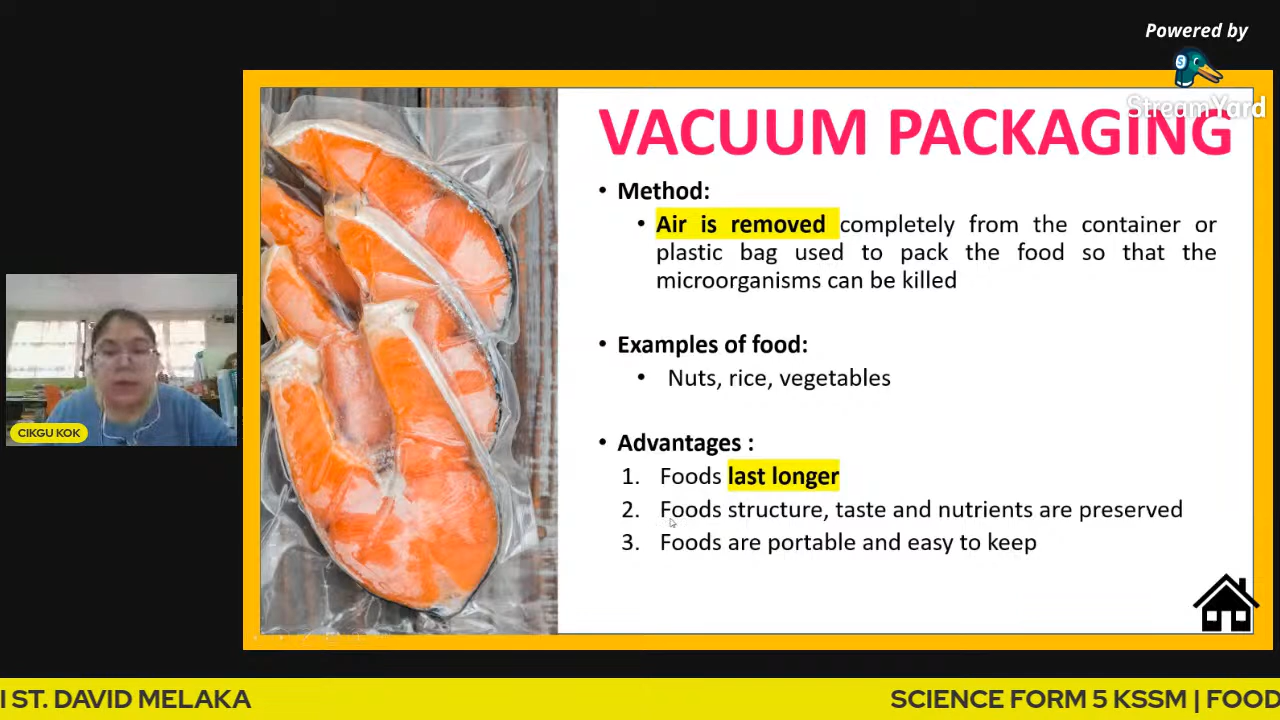 Powered by
StreamYard
VACUUM PACKAGING
• Method:
• Air is removed completely from the container or
plastic bag used to pack the food so that the
microorganisms can be killed
• Examples of food:
• Nuts, rice, vegetables
• Advantages :
1. Foods last longer
2. Foods structure, taste and nutrients are preserved
3. Foods are portable and easy to keep
CIKGU KOK
I ST. DAVID MELAKA
SCIENCE FORM 5 KSSM | FOOD